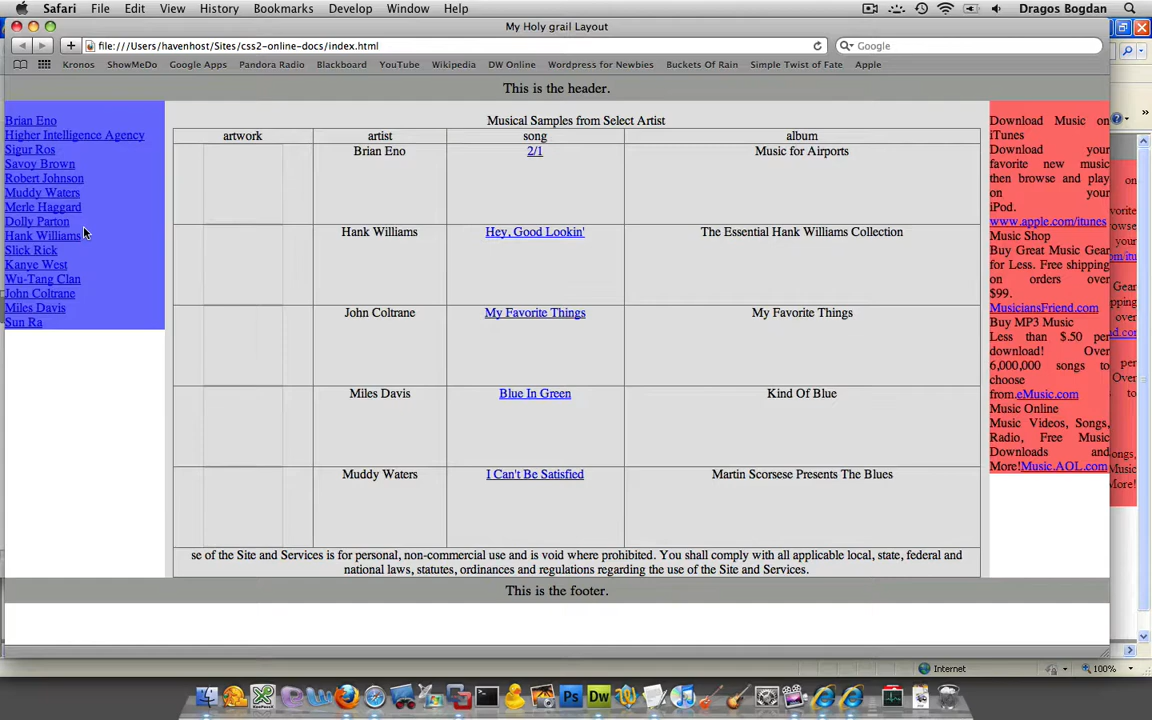 Safari File Edit View History Bookmarks Develop Window Help Dragos Bogdan
My Holy grail Layout
file:///Users/havenhost/Sites/css2-online-docs/index.html Google
Kronos ShowMeDo Google Apps Pandora Radio Blackboard YouTube Wikipedia DW Online Wordpress for Newbies Buckets Of Rain Simple Twist of Fate Apple
This is the header.
Brian Eno
Higher Intelligence Agency
Sigur Ros
Savoy Brown
Robert Johnson
Muddy Waters
Merle Haggard
Dolly Parton
Hank Williams
Slick Rick
Kanye West
Wu-Tang Clan
John Coltrane
Miles Davis
Sun Ra
Musical Samples from Select Artist
artwork artist song album
Brian Eno 2/1 Music for Airports
Hank Williams Hey, Good Lookin' The Essential Hank Williams Collection
John Coltrane My Favorite Things My Favorite Things
Miles Davis Blue In Green Kind Of Blue
Muddy Waters I Can't Be Satisfied Martin Scorsese Presents The Blues
se of the Site and Services is for personal, non-commercial use and is void where prohibited. You shall comply with all applicable local, state, federal and
national laws, statutes, ordinances and regulations regarding the use of the Site and Services.
Download Music on
iTunes
Download your
favorite new music
then browse and play
on your
iPod.
www.apple.com/itunes
Music Shop
Buy Great Music Gear
for Less. Free shipping
on orders over
$99.
MusiciansFriend.com
Buy MP3 Music
Less than $.50 per
download! Over
6,000,000 songs to
choose
from.eMusic.com
Music Online
Music Videos, Songs,
Radio, Free Music
Downloads and
More!Music.AOL.com
This is the footer.
Internet 100%